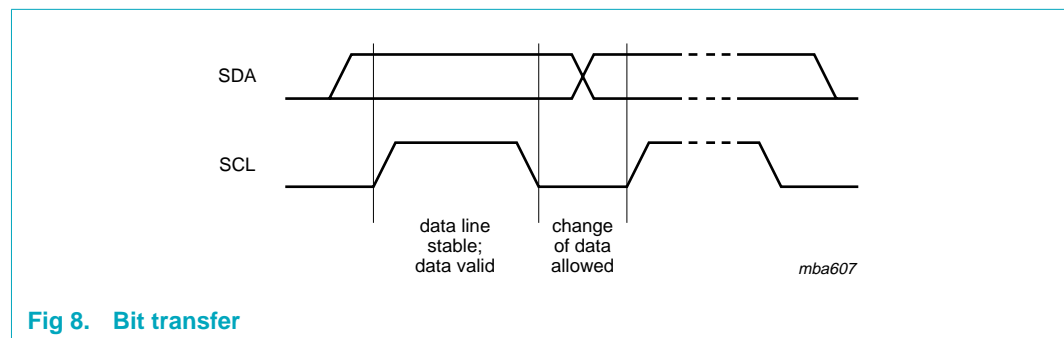 SDA
SCL
data line
stable;
data valid
change
of data
allowed
mba607
Fig 8. Bit transfer